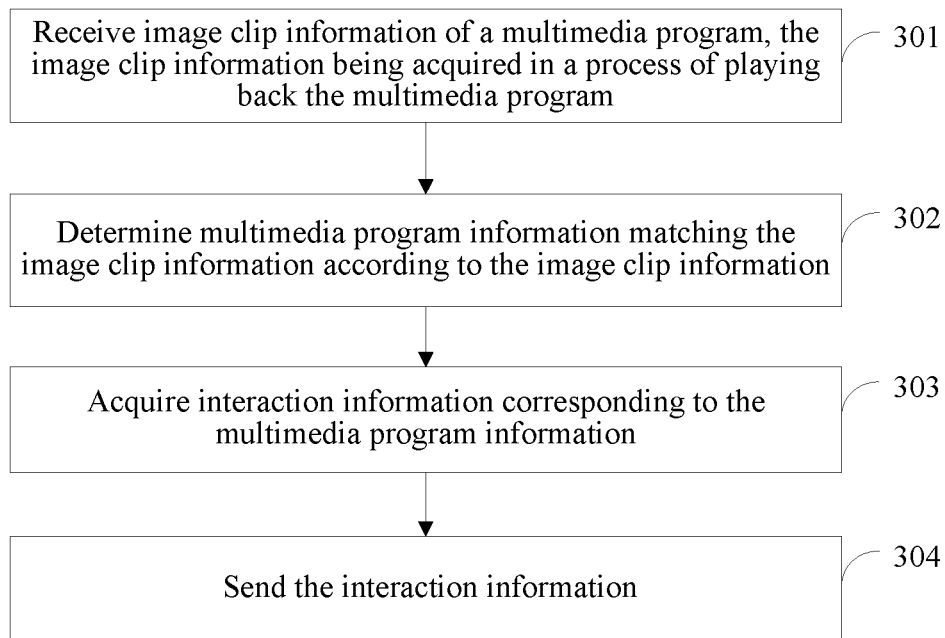 Receive image clip information of a multimedia program, the
image clip information being acquired in a process of playing
back the multimedia program
301
Determine multimedia program information matching the
image clip information according to the image clip information
302
Acquire interaction information corresponding to the
multimedia program information
303
Send the interaction information
304